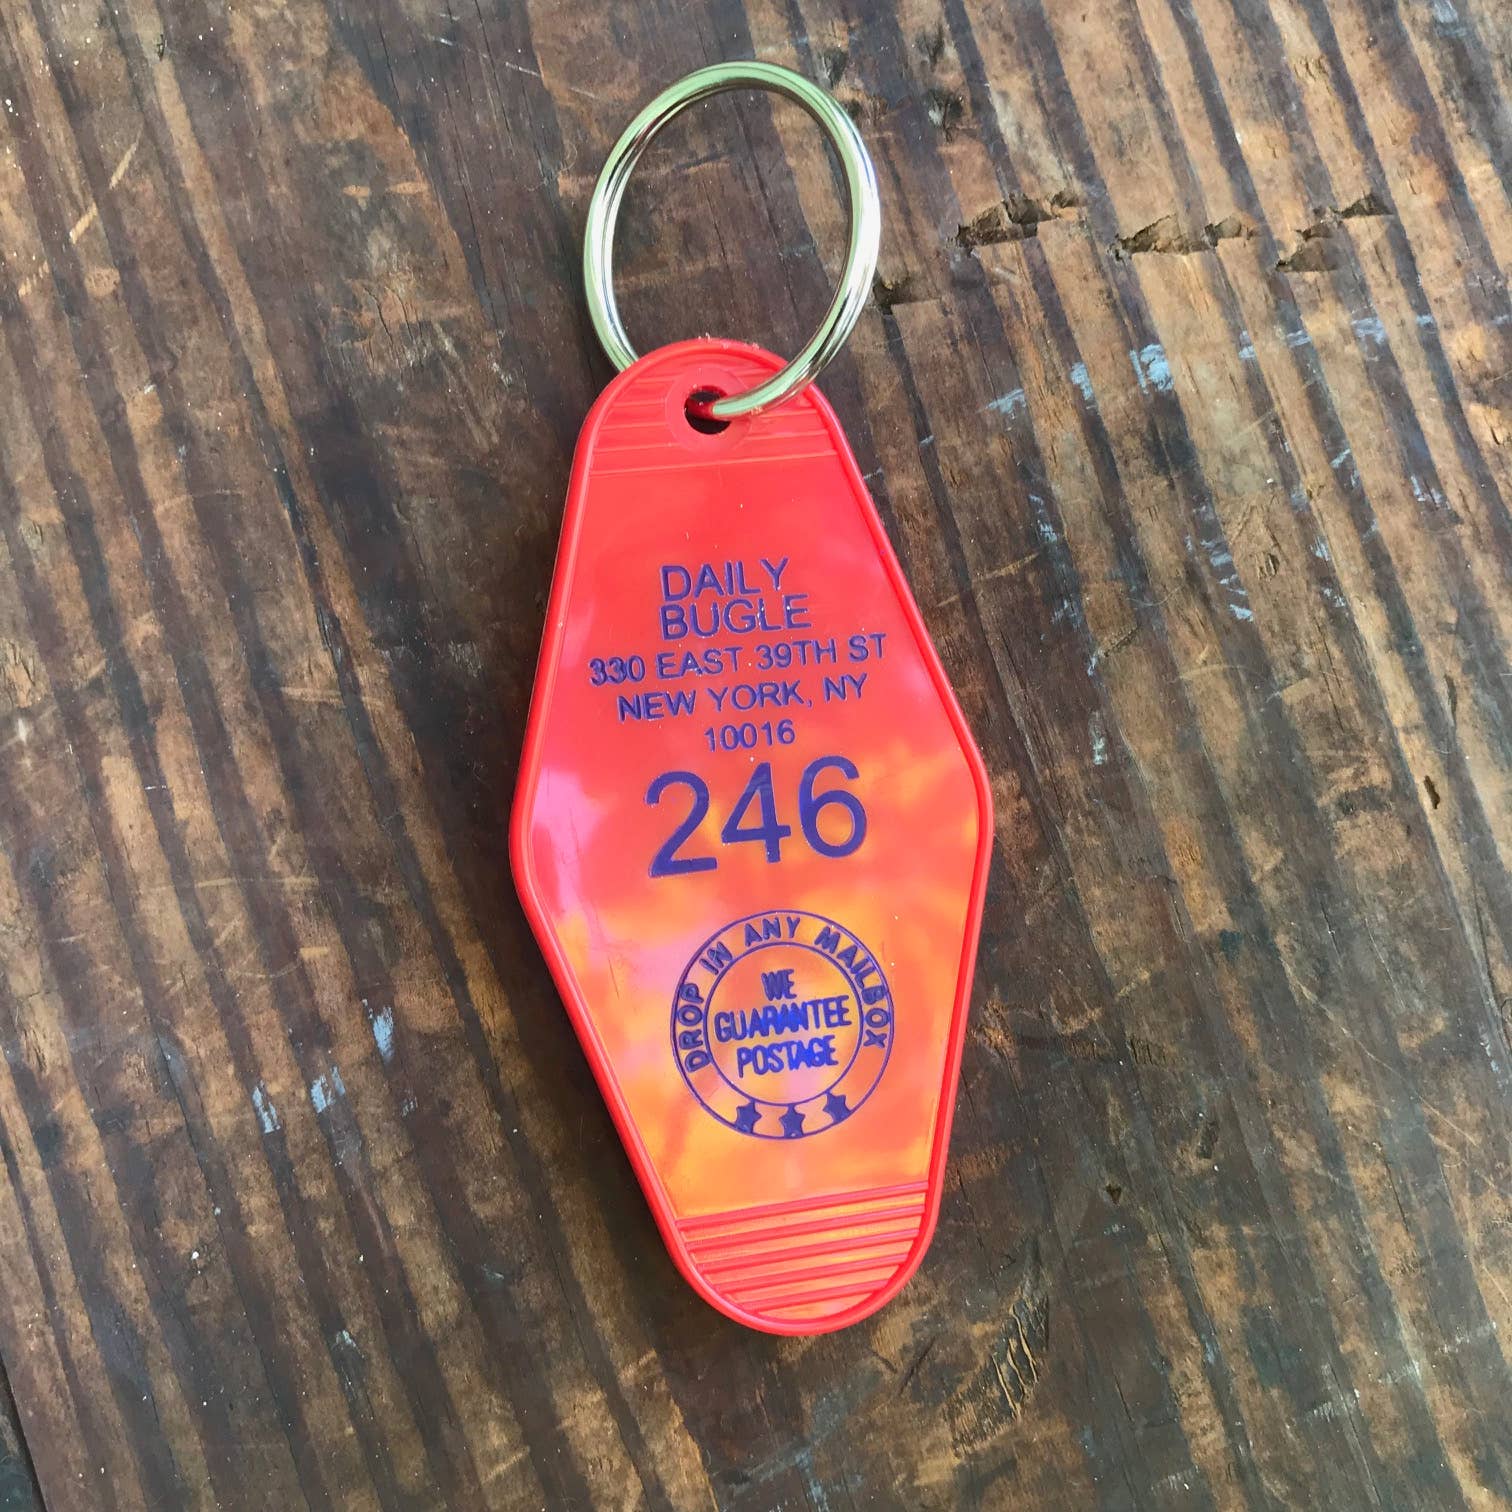 DAILY
BUGLE
330 EAST 39TH ST
NEW YORK, NY
10016
246
DROP IN ANY MAILBOX
WE
GUARANTEE
POSTAGE